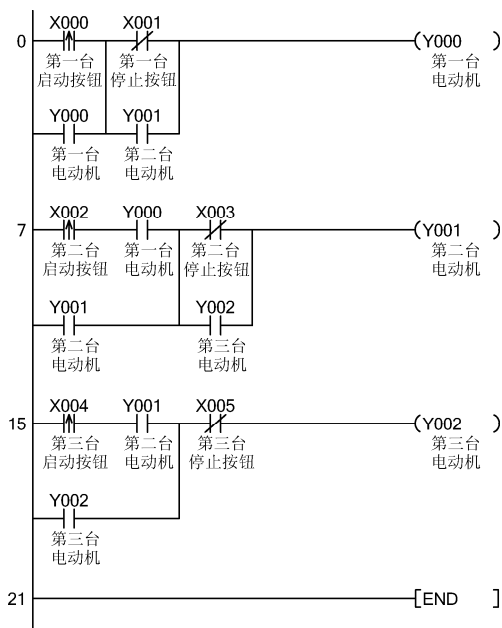 X000 X001
0 (Y000 )
第一台 第一台 第一台
启动按钮 停止按钮 电动机
Y000 Y001
第一台 第二台
电动机 电动机
X002 Y000 X003
7 (Y001 )
第二台 第一台 第二台 第二台
启动按钮 电动机 停止按钮 电动机
Y001 Y002
第二台 第三台
电动机 电动机
X004 Y001 X005
15 (Y002 )
第三台 第二台 第三台 第三台
启动按钮 电动机 停止按钮 电动机
Y002
第三台
电动机
21 [END ]